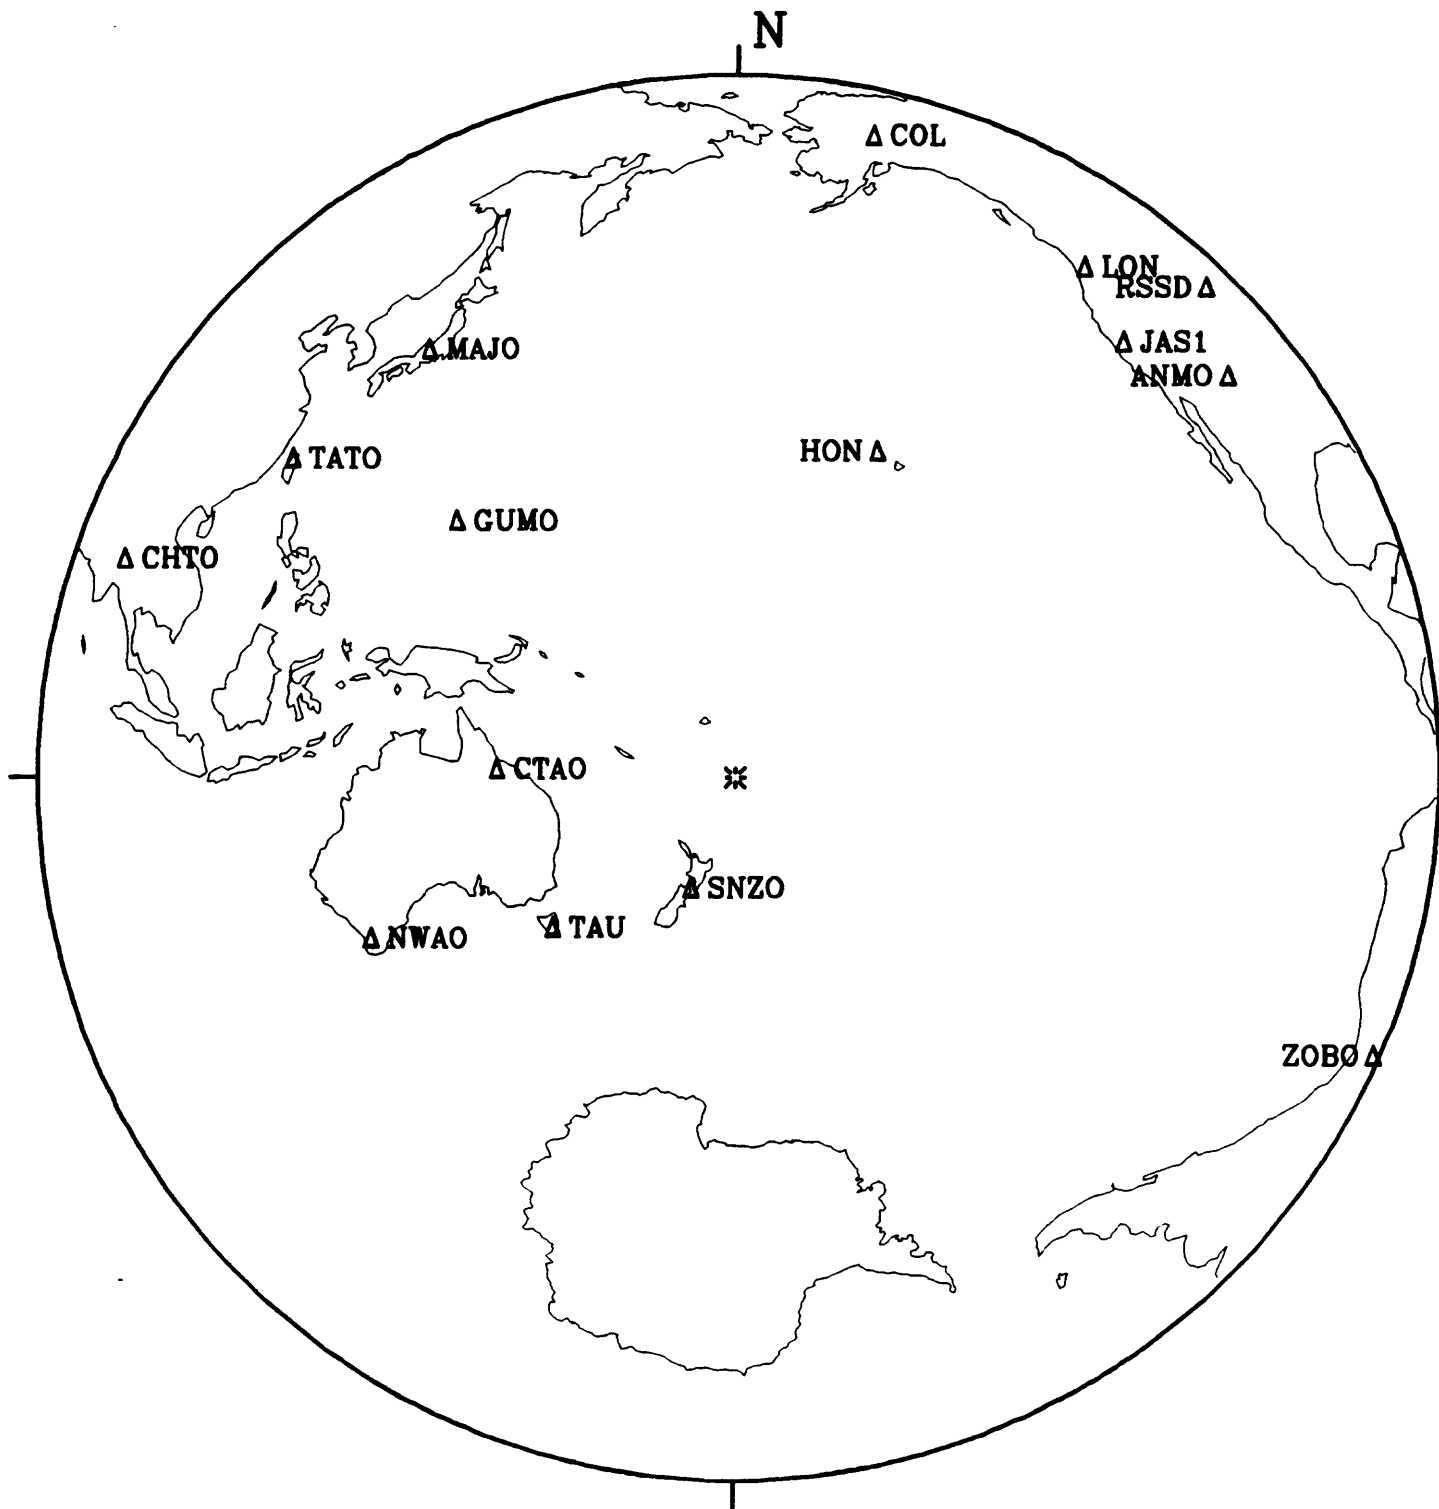 N
COL
LON
RSSD
JAS1
MAJO
ANMO
HON
TATO
GUMO
CHTO
CTAO
SNZO
TAU
NWAO
ZOBO